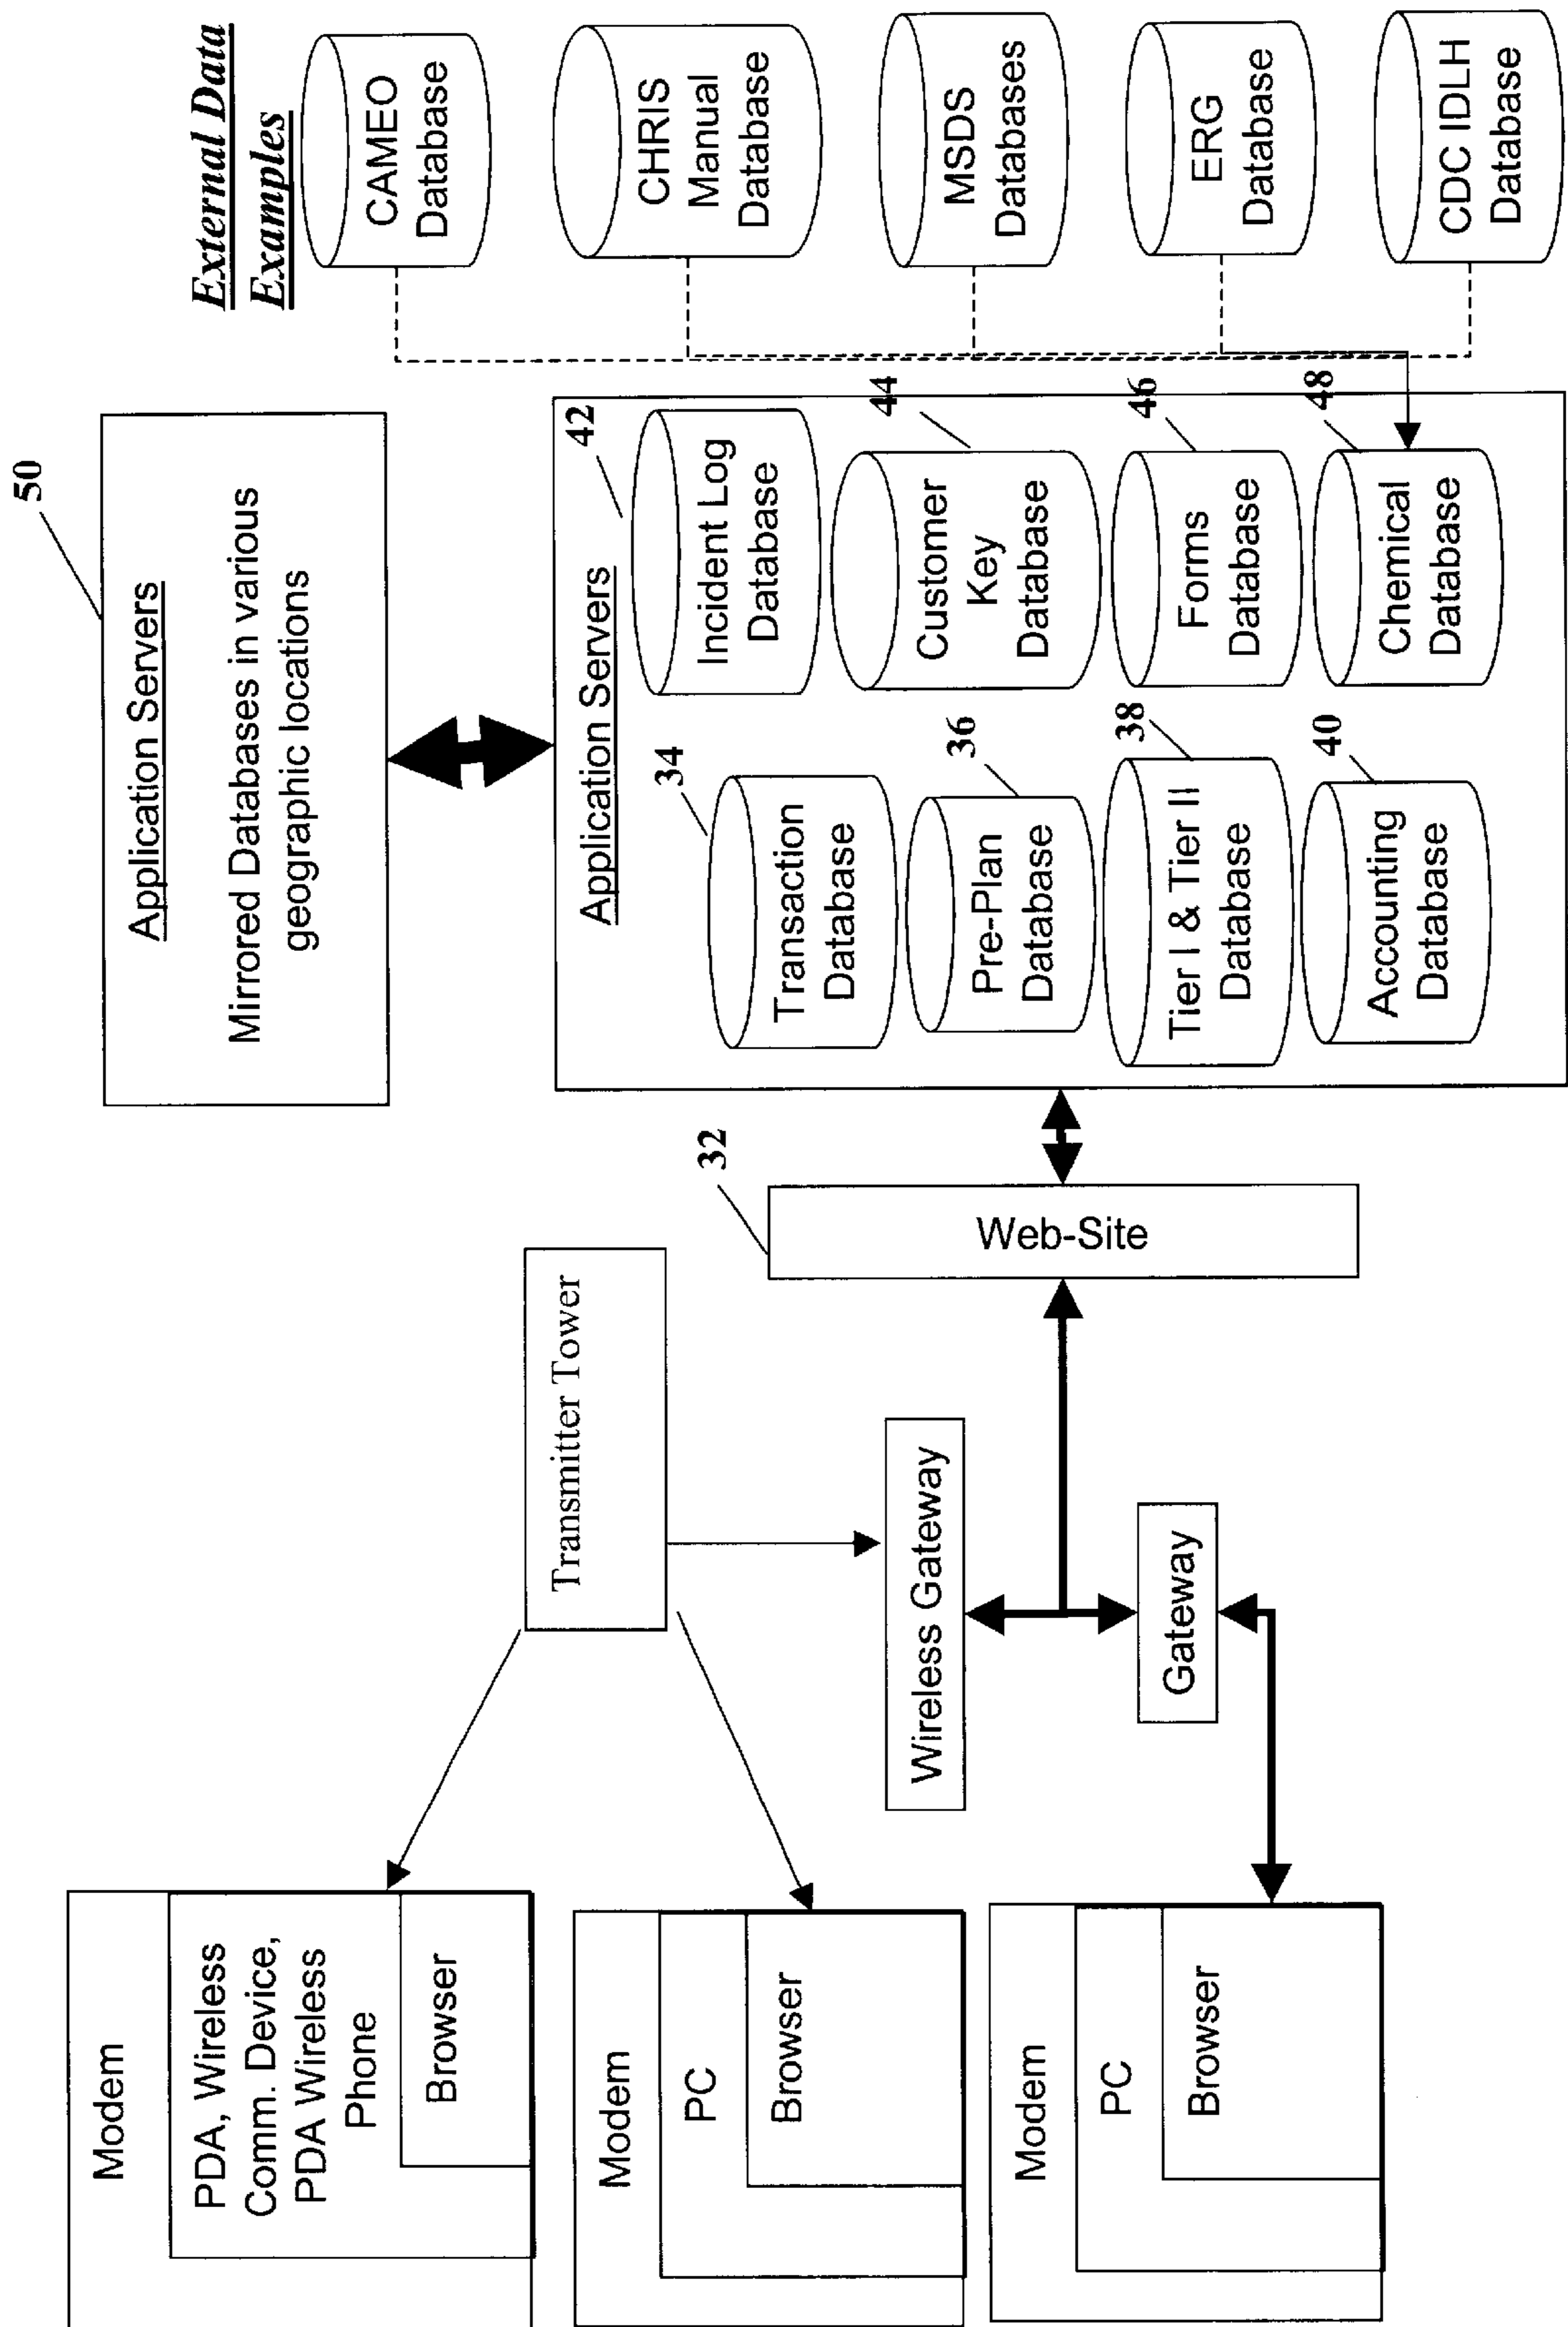 Modem
PDA, Wireless
Comm. Device,
PDA Wireless
Phone
Browser
Modem
PC
Browser
Modem
PC
Browser
Transmitter Tower
Wireless Gateway
Gateway
32
Web-Site
50
Application Servers
Mirrored Databases in various
geographic locations
Application Servers
34
Transaction
Database
36
Pre-Plan
Database
38
Tier I & Tier II
Database
40
Accounting
Database
42
Incident Log
Database
44
Customer
Key
Database
46
Forms
Database
48
Chemical
Database
External Data
Examples
CAMEO
Database
CHRIS
Manual
Database
MSDS
Databases
ERG
Database
CDC IDLH
Database